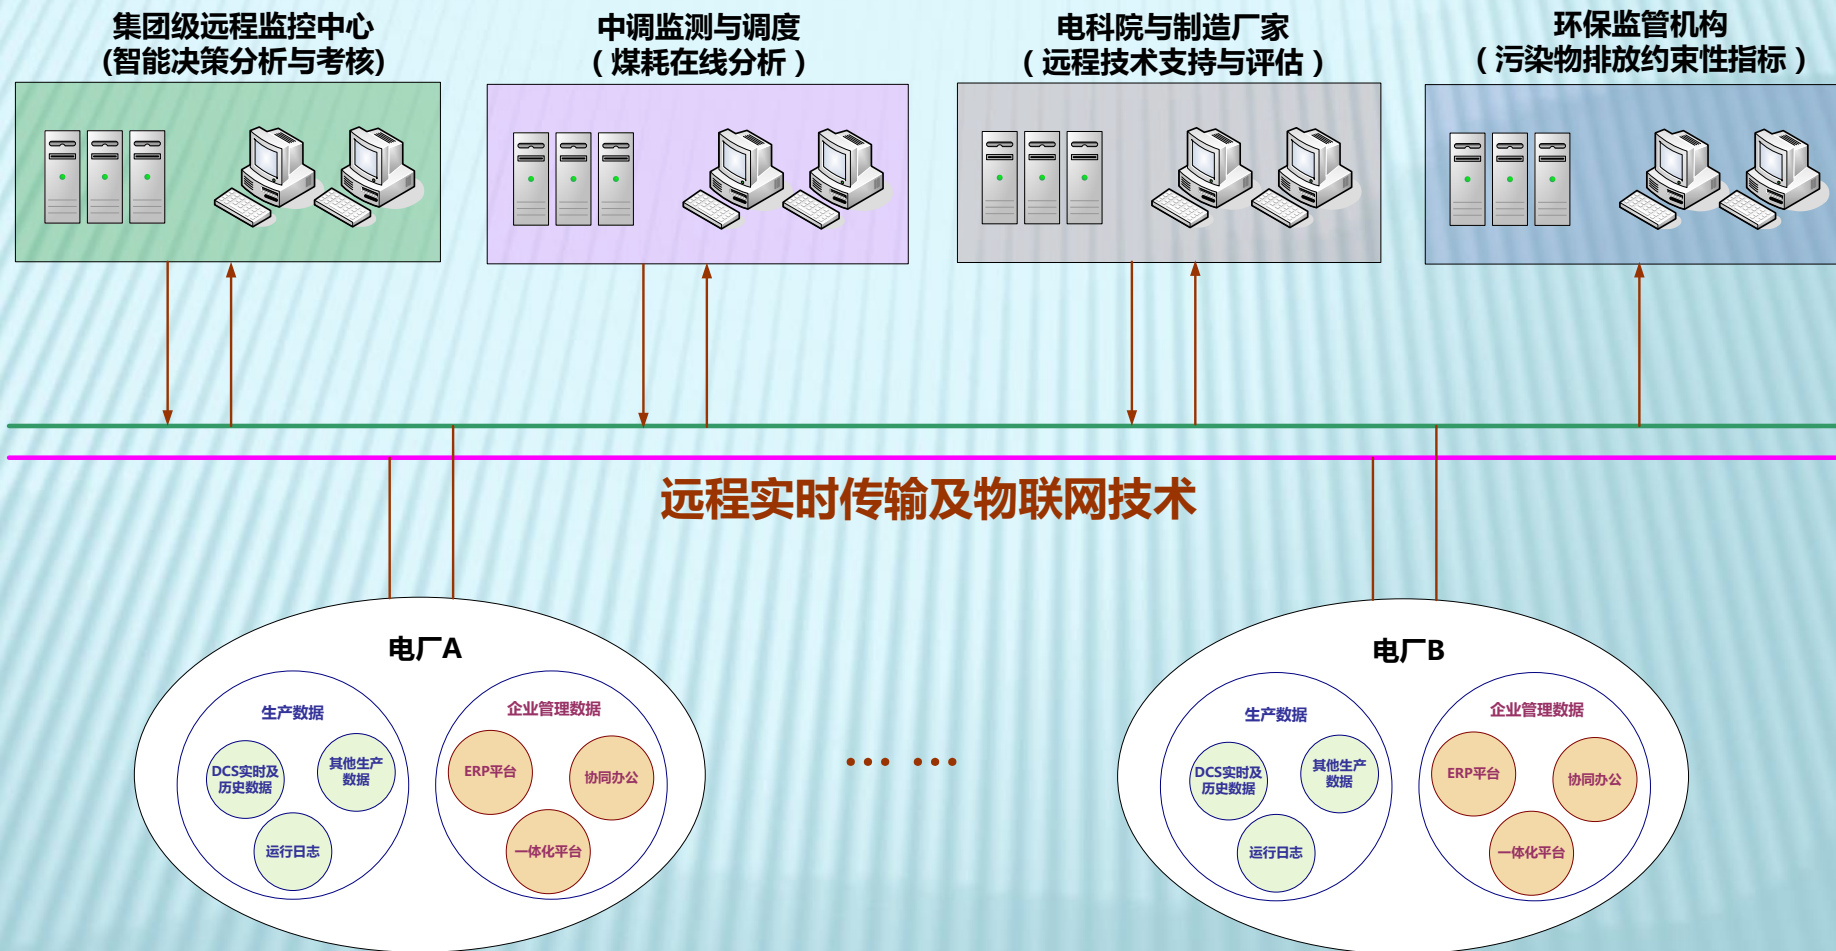 集团级远程监控中心
(智能决策分析与考核)
中调监测与调度
（煤耗在线分析）
电科院与制造厂家
（远程技术支持与评估）
环保监管机构
（污染物排放约束性指标）
远程实时传输及物联网技术
电厂A
生产数据
DCS实时及
历史数据
其他生产
数据
运行日志
企业管理数据
ERP平台
协同办公
一体化平台
… …
电厂B
生产数据
DCS实时及
历史数据
其他生产
数据
运行日志
企业管理数据
ERP平台
协同办公
一体化平台